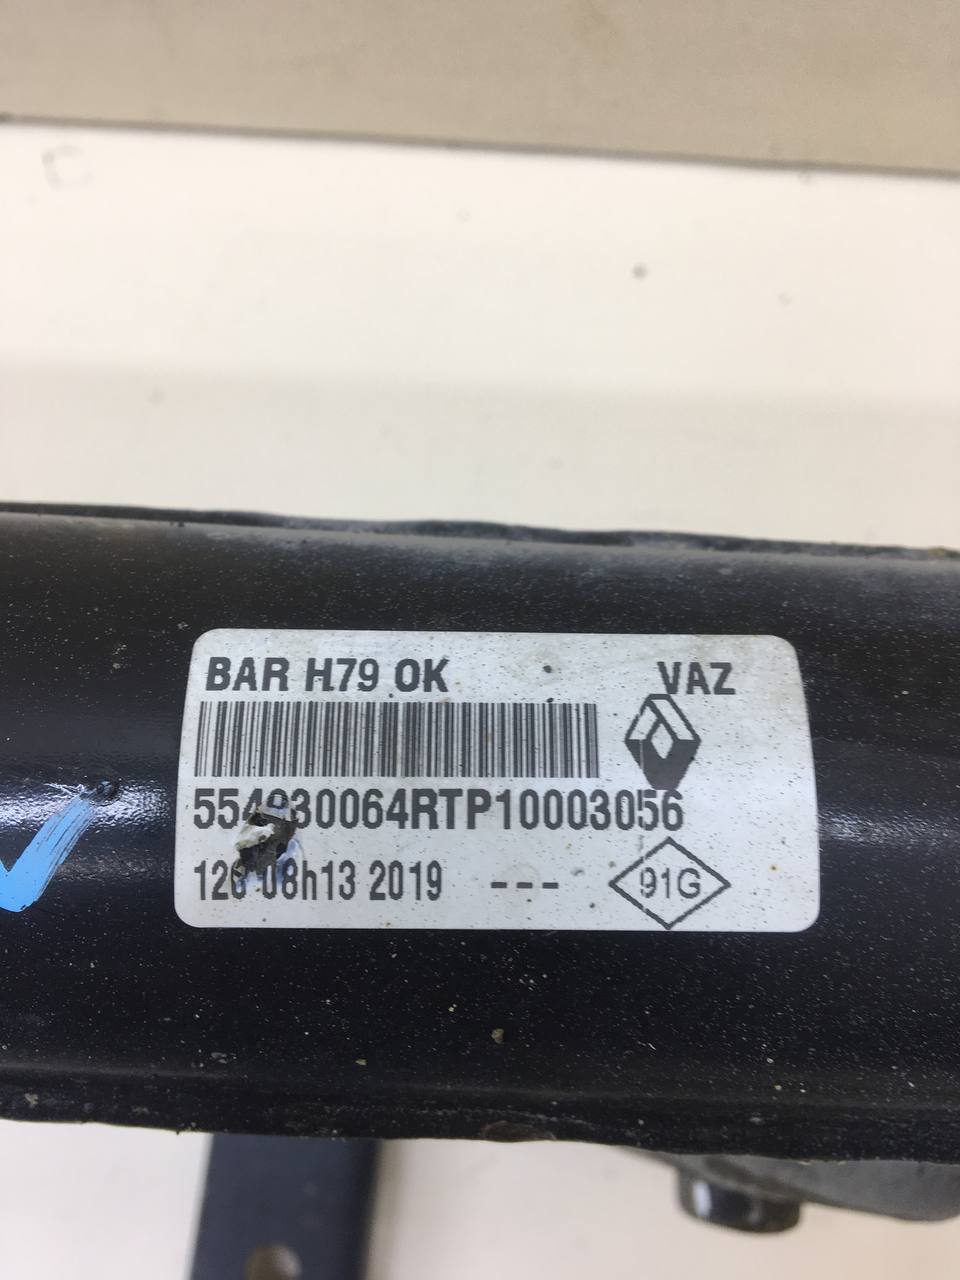 BAR H79 OK VAZ
554030064RTP10003056
08h13 2019 ---
91G